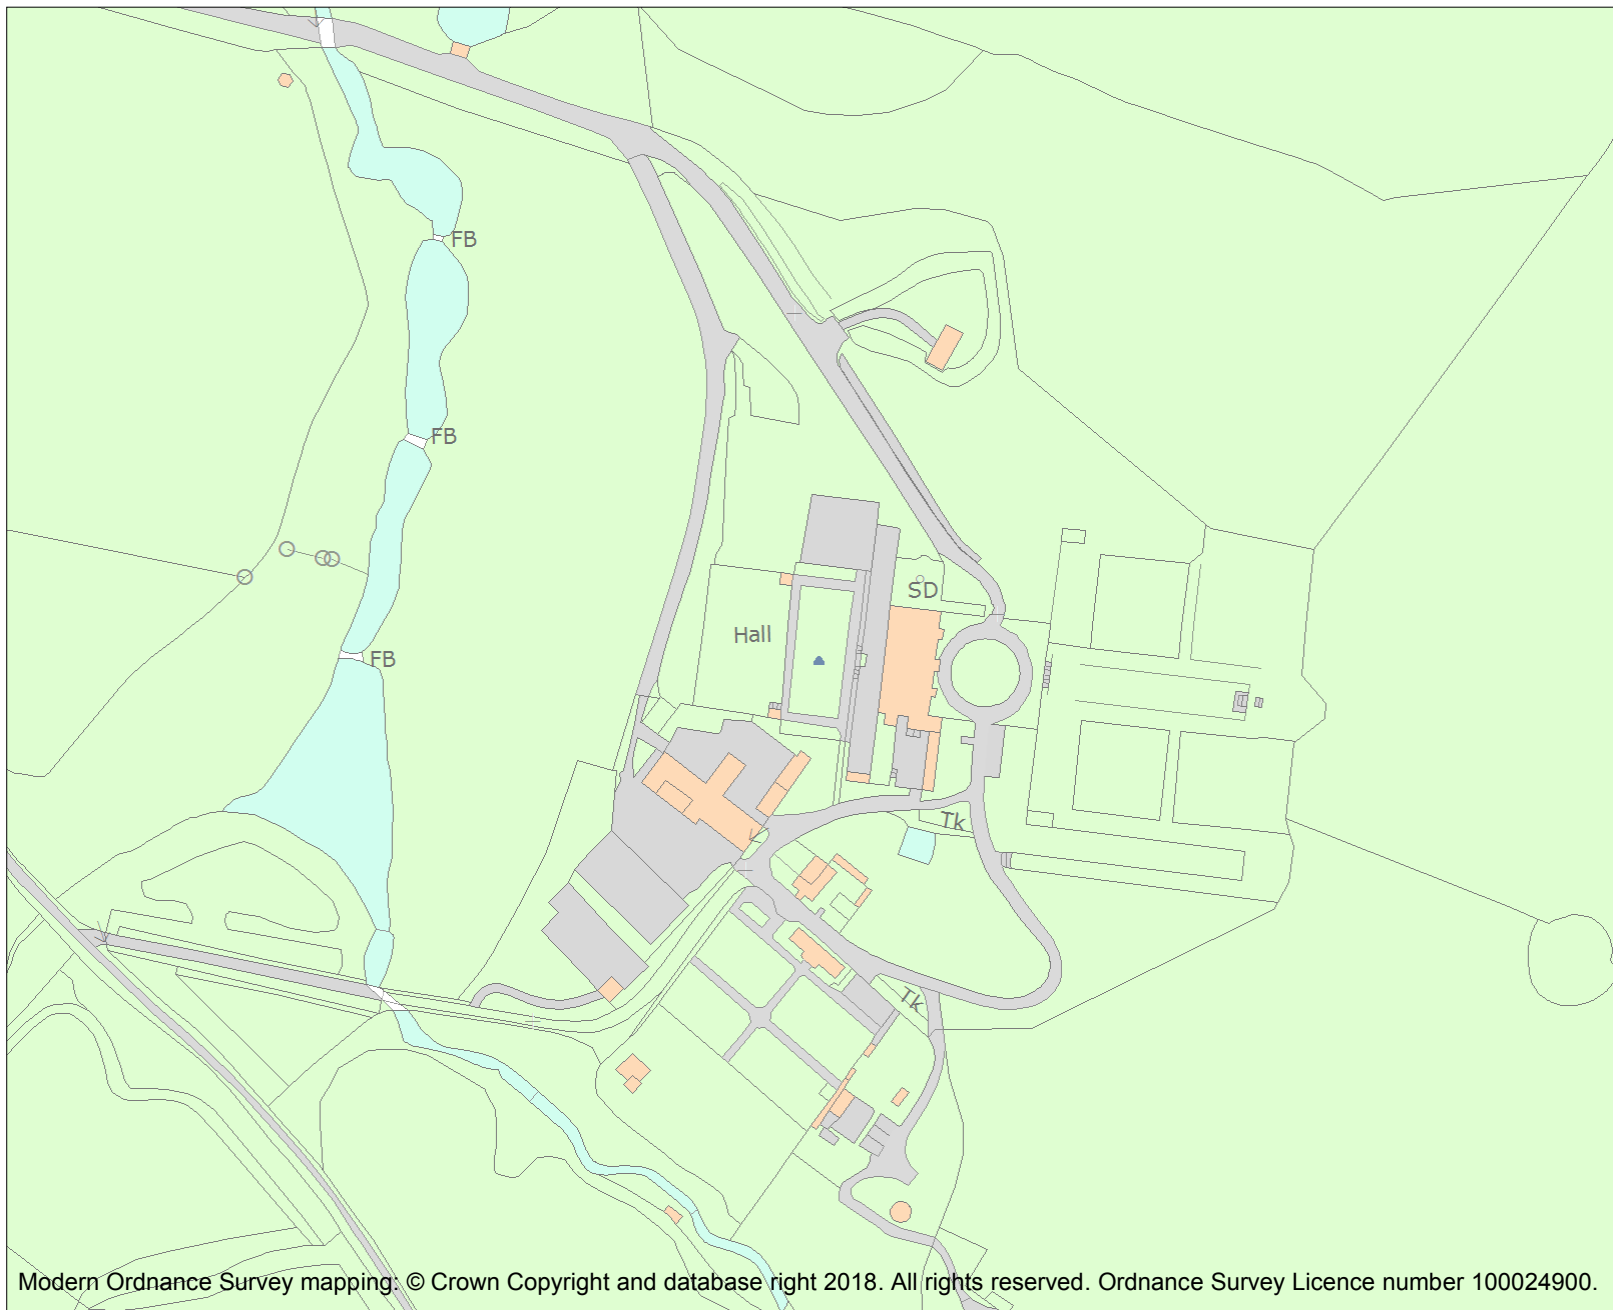 FB
FB
SD
Hall
FB
Tk
Tk
Modern Ordnance Survey mapping: © Crown Copyright and database right 2018. All rights reserved. Ordnance Survey Licence number 100024900.